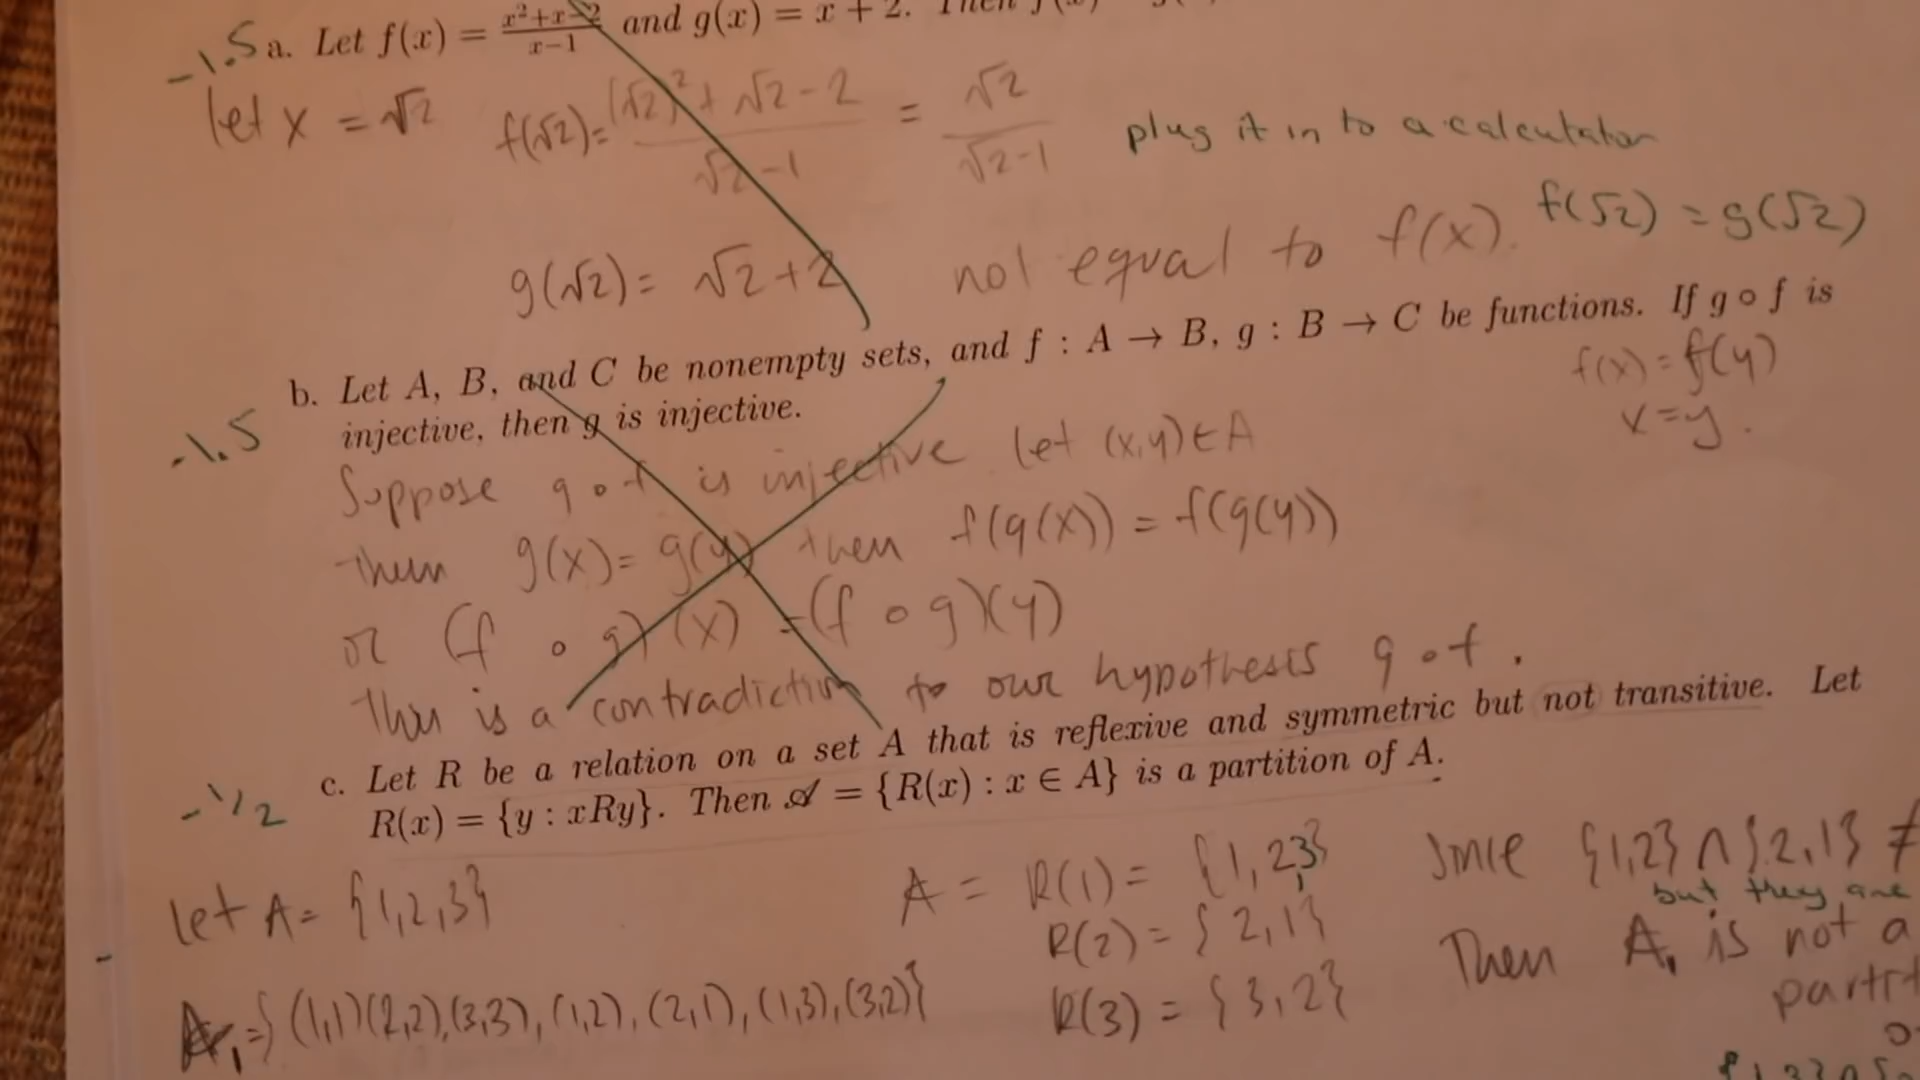 -1.5 a. Let f(x) = x²+x-2 / x-1 and g(x) = x + 2. Then
let x = √2 f(√2) = (√2)² + √2 - 2 / √2 - 1 = √2 / √2-1
plug it in to a calculator
g(√2) = √2 + 2 not equal to f(x). f(√2) = g(√2)
b. Let A, B, and C be nonempty sets, and f : A → B, g : B → C be functions. If g ∘ f is
injective, then g is injective.
-1.5
f(x) = f(y)
x = y.
Suppose g ∘ f is injective let (x,y) ∈ A
then g(x) = g(y) then f(g(x)) = f(g(y))
or (f ∘ g)(x) = (f ∘ g)(y)
This is a contradiction to our hypothesis g ∘ f.
c. Let R be a relation on a set A that is reflexive and symmetric but not transitive. Let
R(x) = {y : xRy}. Then 𝒜 = {R(x) : x ∈ A} is a partition of A.
-1/2
let A = {1,2,3}
A = R(1) = {1,2,3}
R(2) = {2,1}
R(3) = {3,2}
Since {1,2} ∩ {2,1} ≠
but they are
Then A₁ is not a
A₁ = {(1,1)(2,2),(3,3),(1,2),(2,1),(1,3),(3,2)}